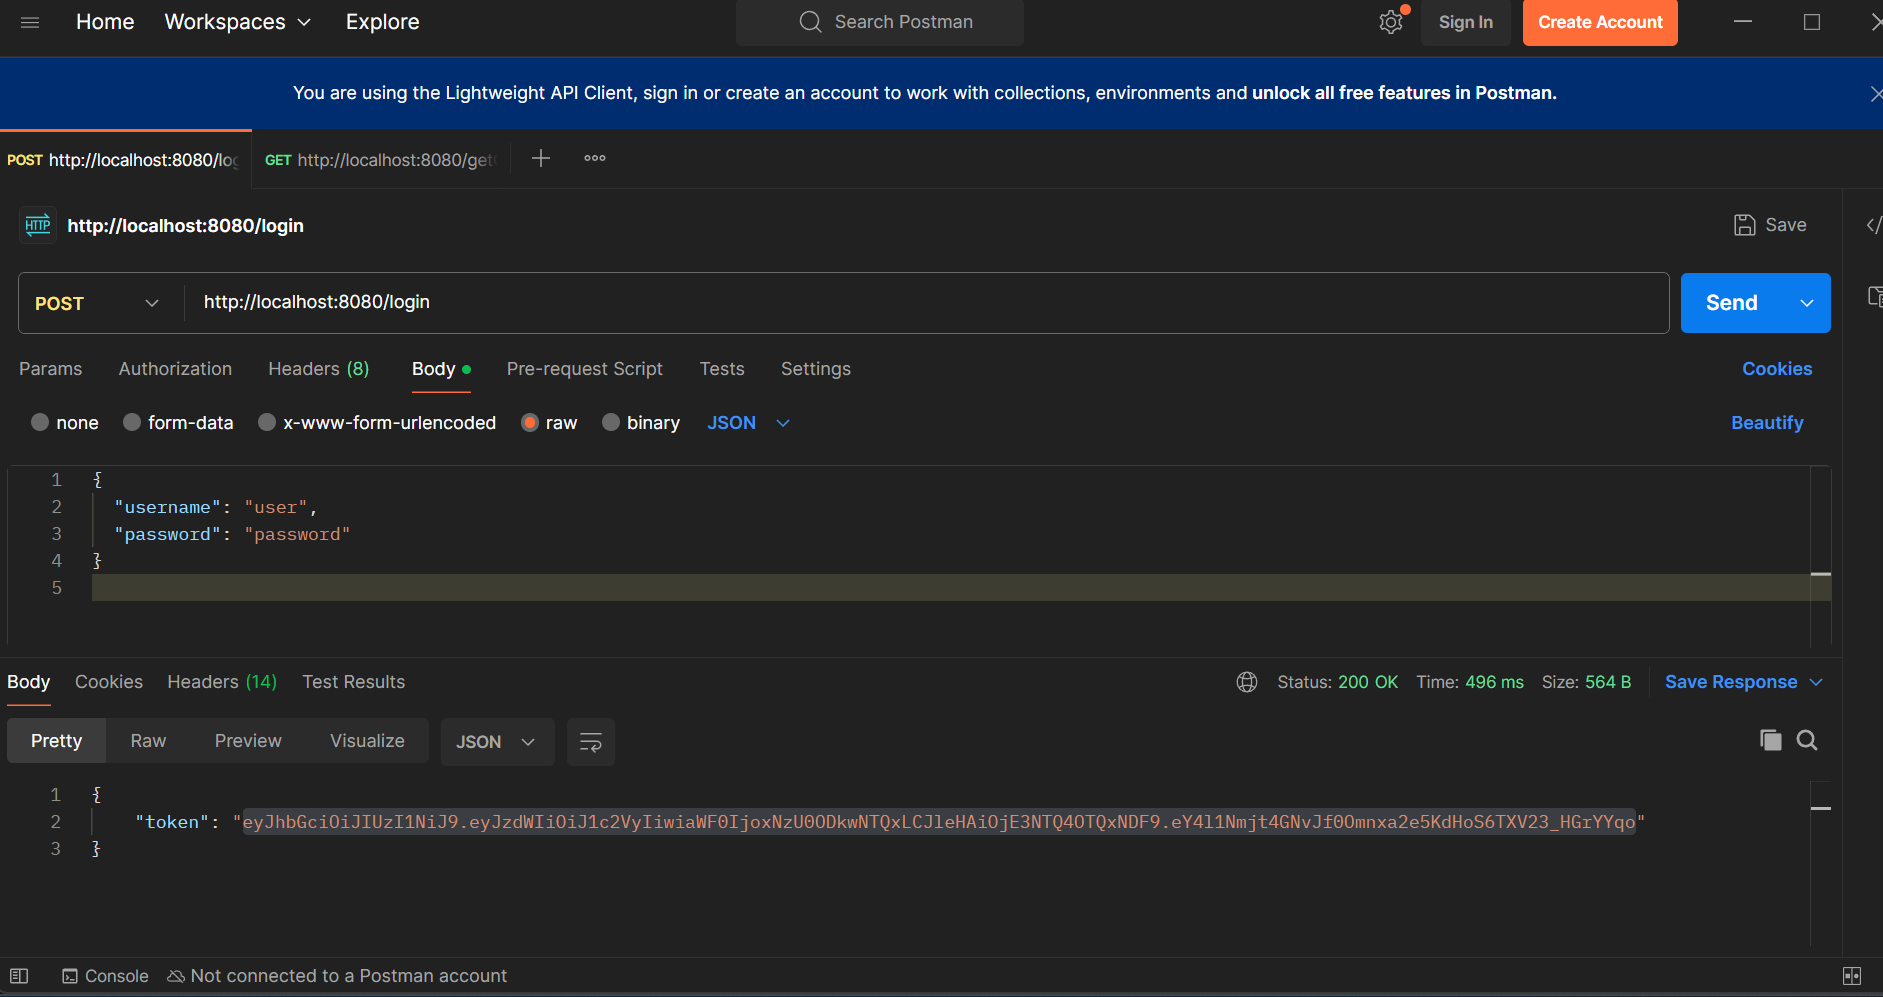 Home Workspaces Explore Search Postman Sign In Create Account
You are using the Lightweight API Client, sign in or create an account to work with collections, environments and unlock all free features in Postman.
POST http://localhost:8080/log GET http://localhost:8080/get
HTTP http://localhost:8080/login Save
POST http://localhost:8080/login Send
Params Authorization Headers (8) Body Pre-request Script Tests Settings Cookies
none form-data x-www-form-urlencoded raw binary JSON Beautify
1 {
2 "username": "user",
3 "password": "password"
4 }
5
Body Cookies Headers (14) Test Results Status: 200 OK Time: 496 ms Size: 564 B Save Response
Pretty Raw Preview Visualize JSON
1 {
2 "token": "eyJhbGciOiJIUzI1NiJ9.eyJzdWIiOiJ1c2VyIiwiaWF0IjoxNzU0ODkwNTQxLCJleHAiOjE3NTQ4OTQxNDF9.eY4l1Nmjt4GNvJf0Omnxa2e5KdHoS6TXV23_HGrYYqo"
3 }
Console Not connected to a Postman account